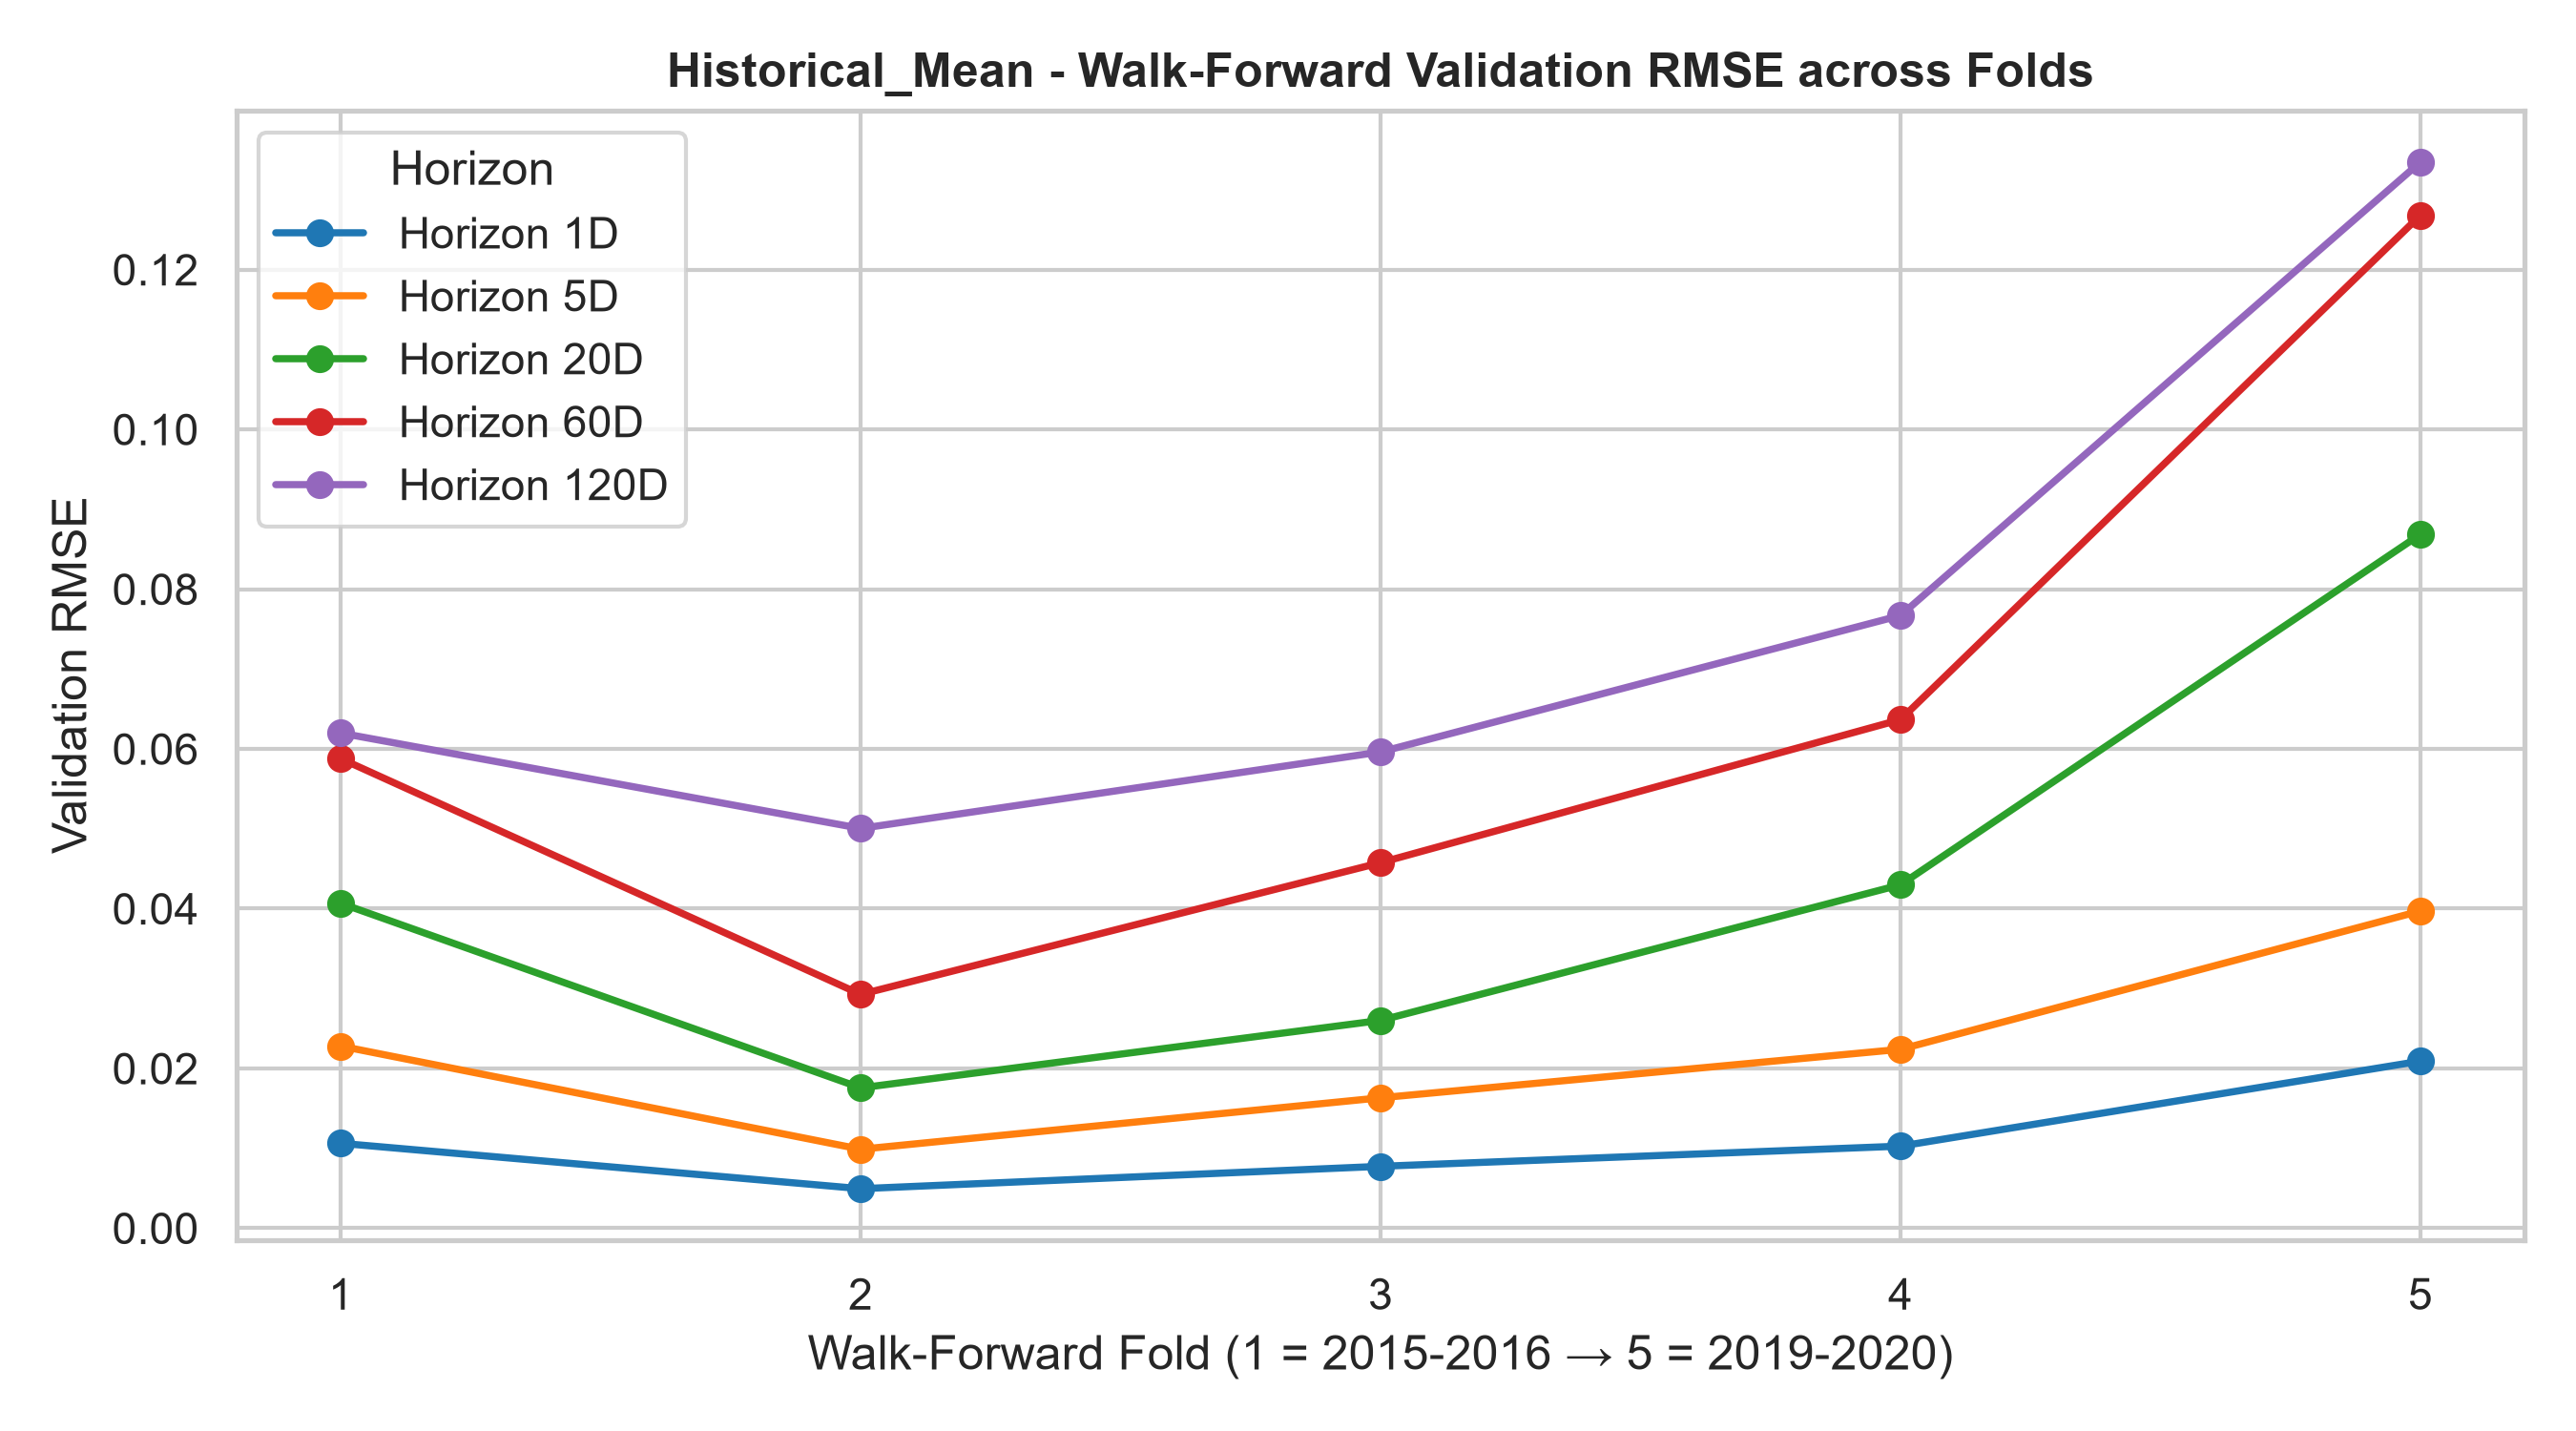 Historical_Mean - Walk-Forward Validation RMSE across Folds
Horizon
Horizon 1D
Horizon 5D
Horizon 20D
Horizon 60D
Horizon 120D
Validation RMSE
0.12
0.10
0.08
0.06
0.04
0.02
0.00
1 2 3 4 5
Walk-Forward Fold (1 = 2015-2016 → 5 = 2019-2020)